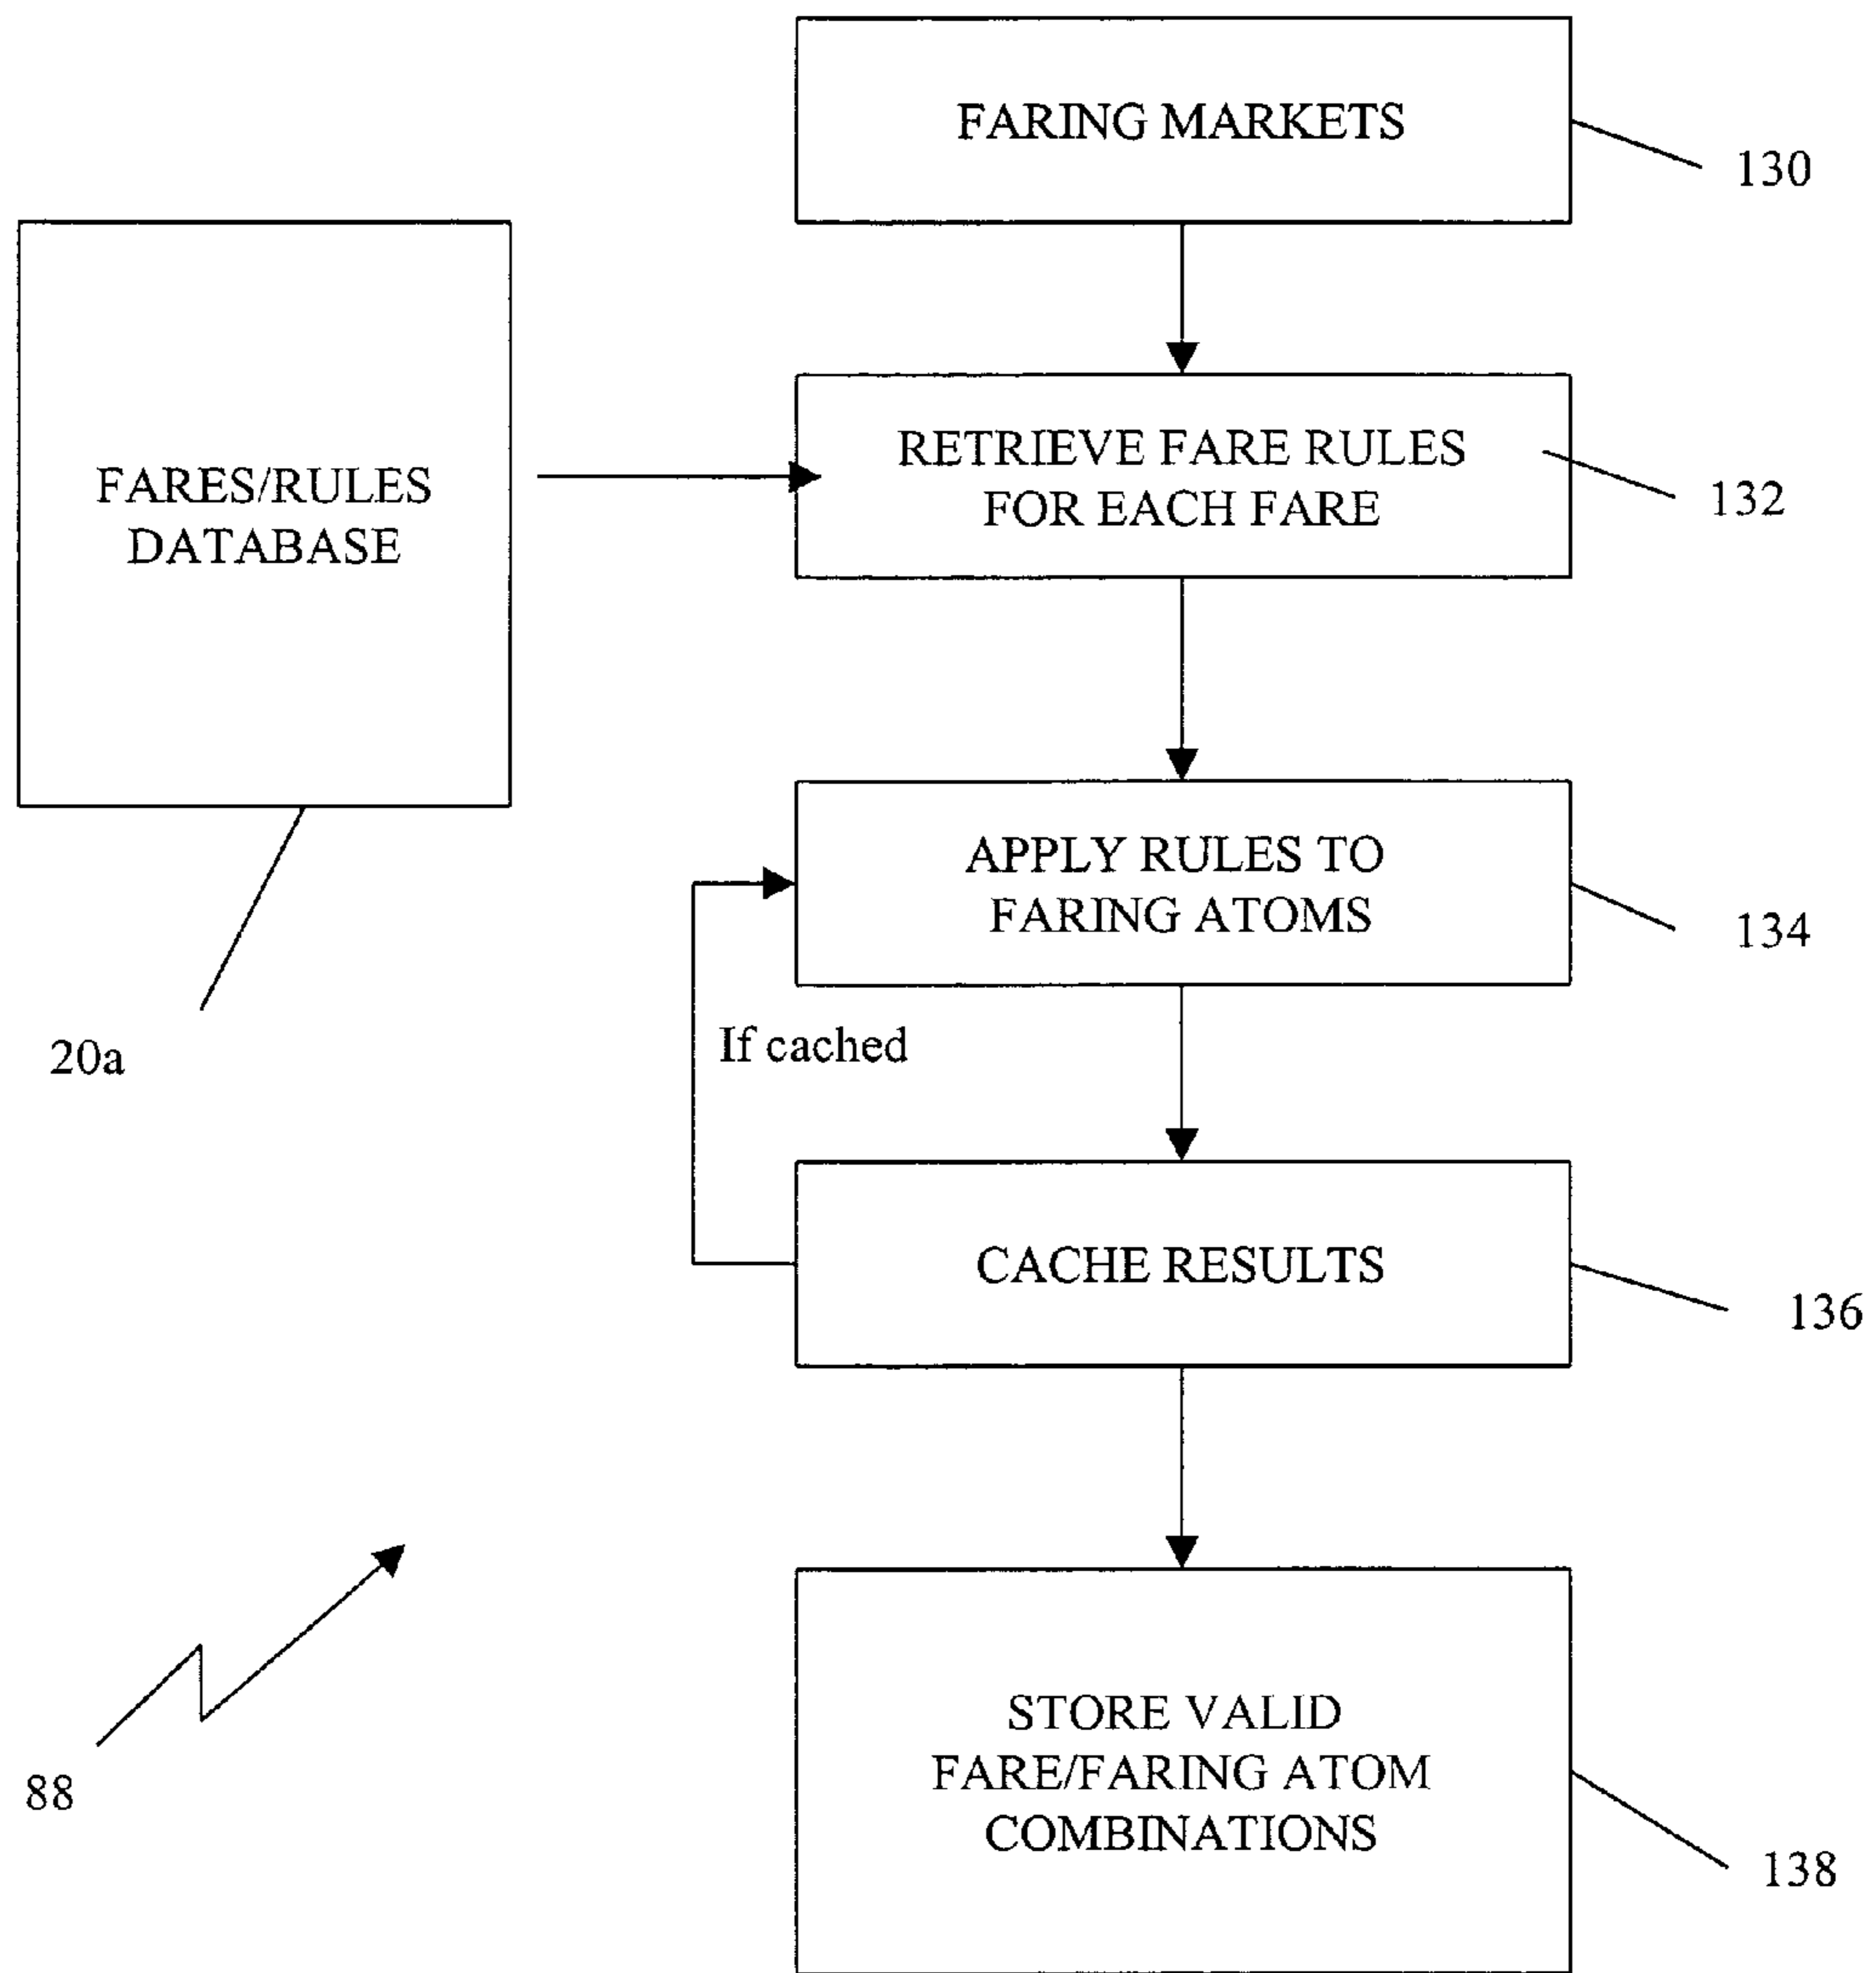 FARING MARKETS
130
FARES/RULES
DATABASE
20a
RETRIEVE FARE RULES
FOR EACH FARE
132
APPLY RULES TO
FARING ATOMS
134
If cached
CACHE RESULTS
136
STORE VALID
FARE/FARING ATOM
COMBINATIONS
138
88